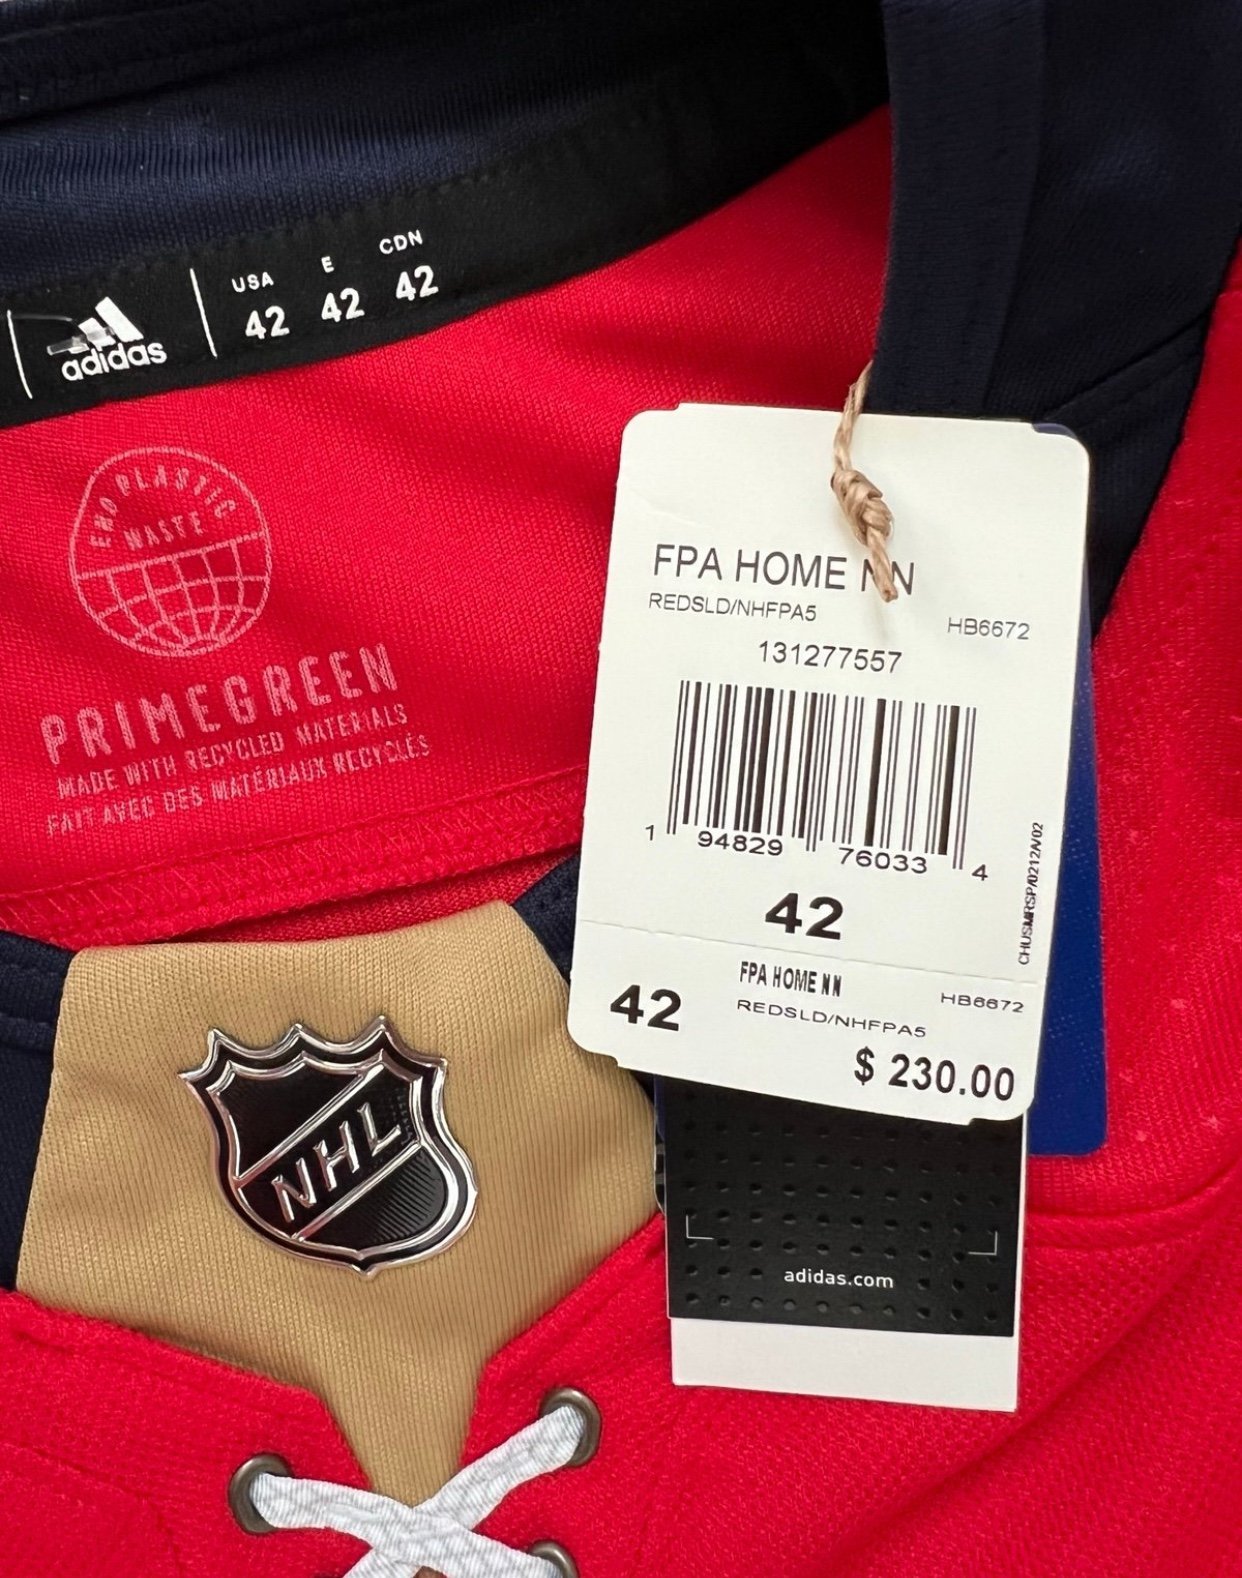 adidas
USA E CDN
42 42 42
END PLASTIC
WASTE
PRIMEGREEN
MADE WITH RECYCLED MATERIALS
FAIT AVEC DES MATÉRIAUX RECYCLÉS
NHL
FPA HOME NN
REDSLD/NHFPA5 HB6672
131277557
1 94829 76033 4
42
CHUSMRSP/0212A/02
42 FPA HOME NN HB6672
REDSLD/NHFPA5
$ 230.00
adidas.com